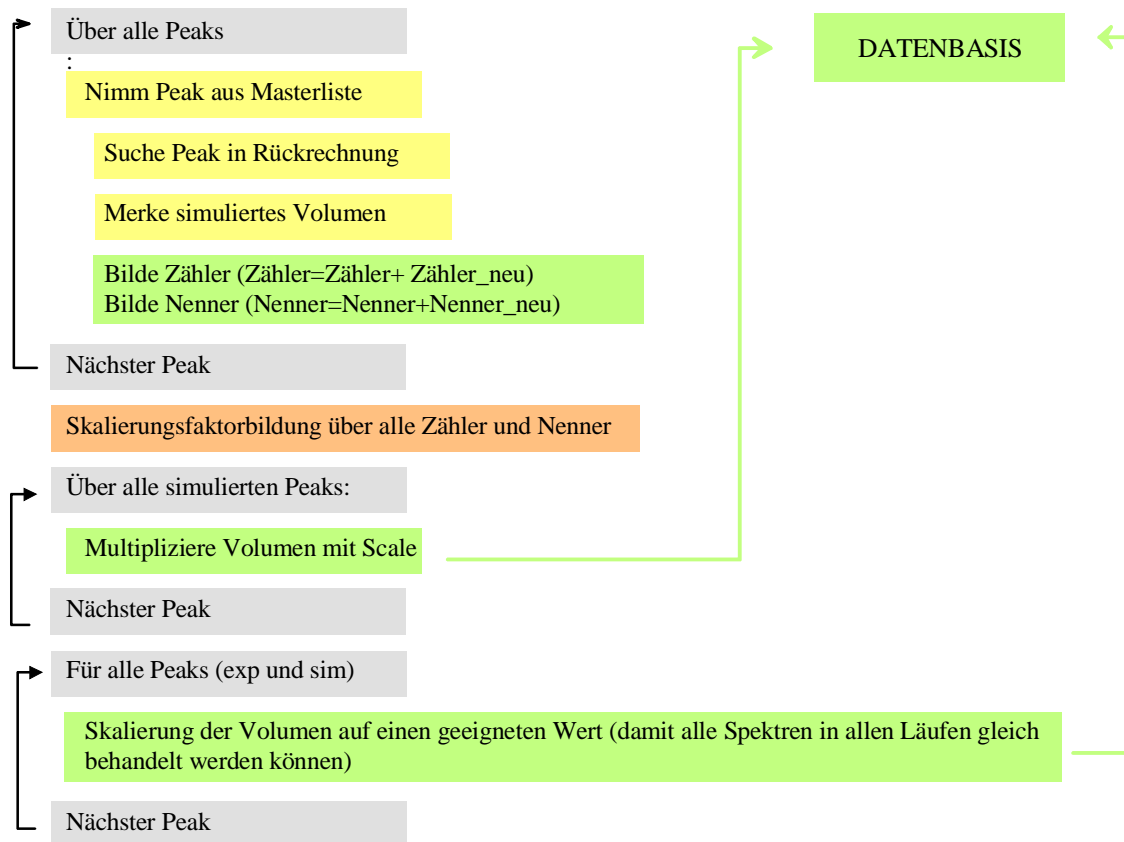 Über alle Peaks
:
DATENBASIS
Nimm Peak aus Masterliste
Suche Peak in Rückrechnung
Merke simuliertes Volumen
Bilde Zähler (Zähler=Zähler+ Zähler_neu)
Bilde Nenner (Nenner=Nenner+Nenner_neu)
Nächster Peak
Skalierungsfaktorbildung über alle Zähler und Nenner
Über alle simulierten Peaks:
Multipliziere Volumen mit Scale
Nächster Peak
Für alle Peaks (exp und sim)
Skalierung der Volumen auf einen geeigneten Wert (damit alle Spektren in allen Läufen gleich
behandelt werden können)
Nächster Peak